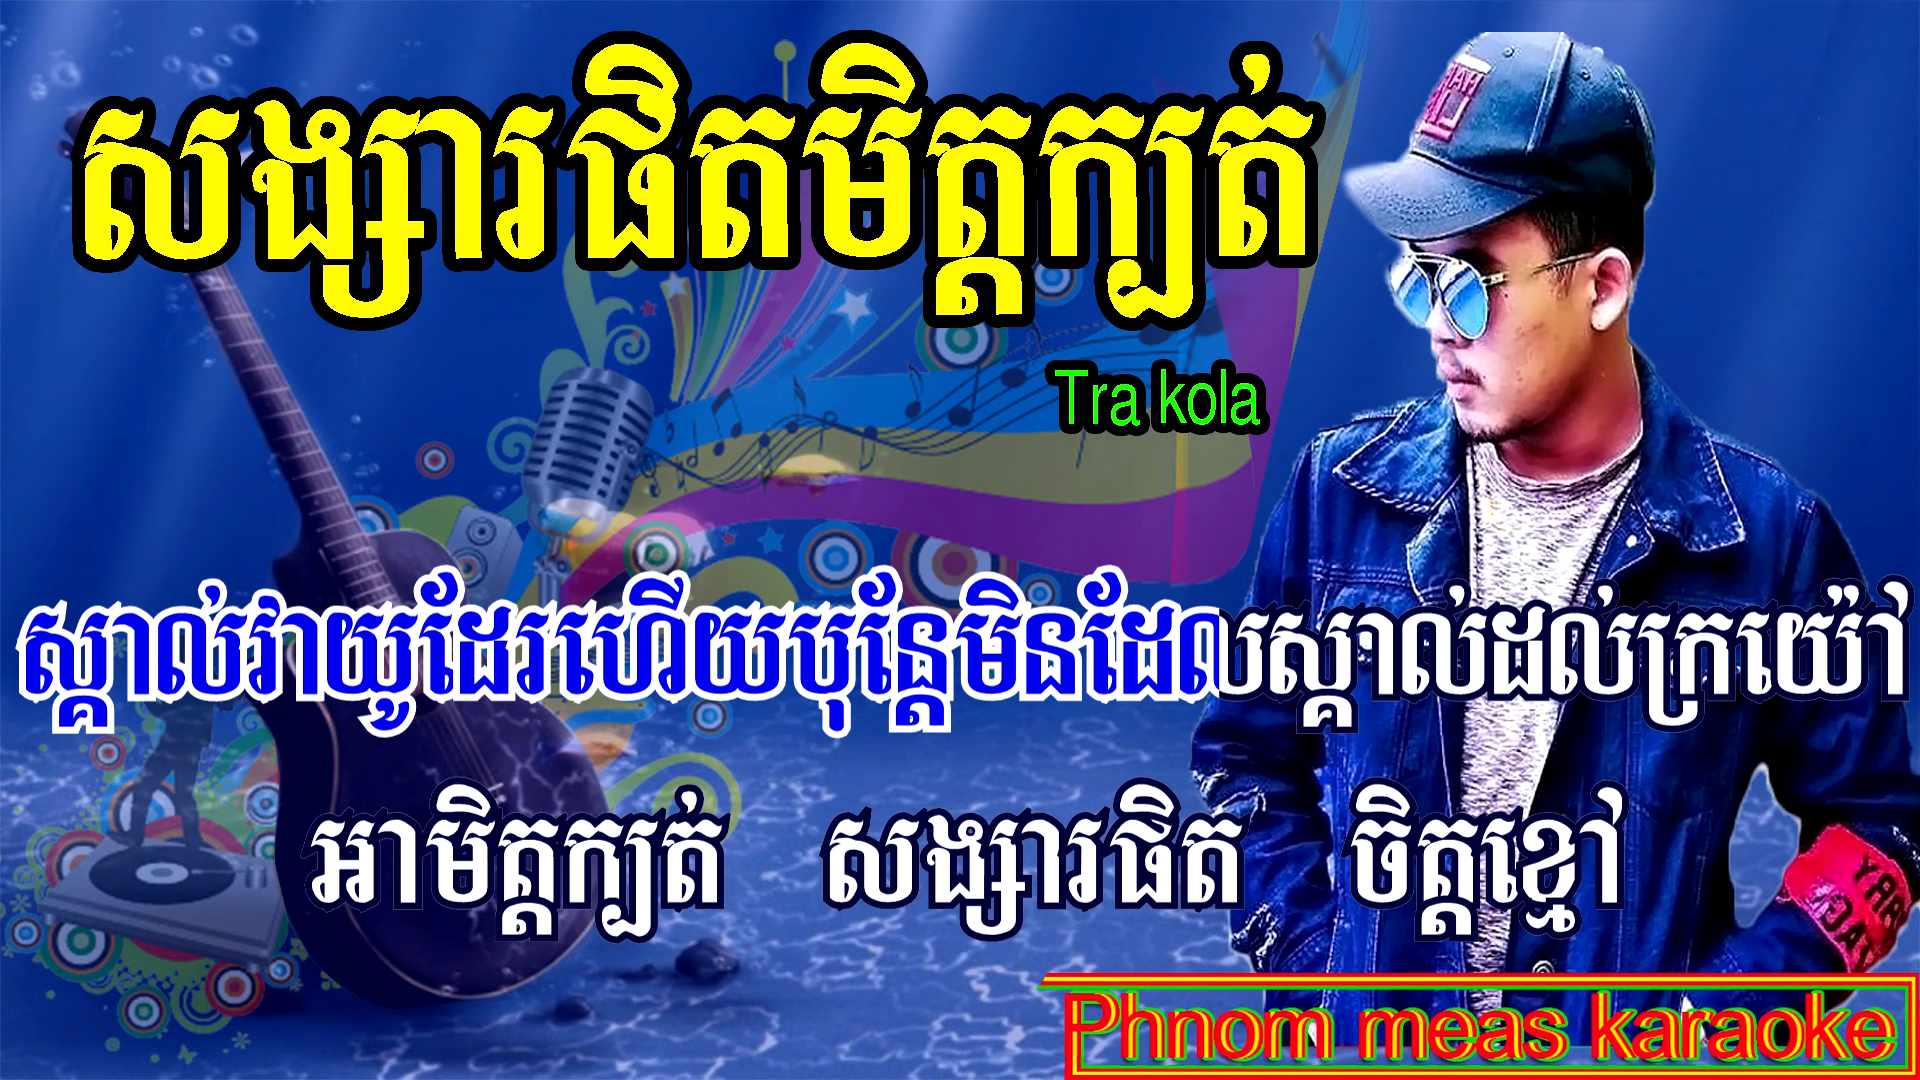 សង្សារផិតមិត្តក្បត់
Tra kola
ស្គាល់វាយូដែរហើយប៉ុន្តែមិនដែលស្គាល់ដល់ក្រយ៉ៅ
អាមិត្តក្បត់ សង្សារផិត ចិត្តខ្មៅ
Phnom meas karaoke